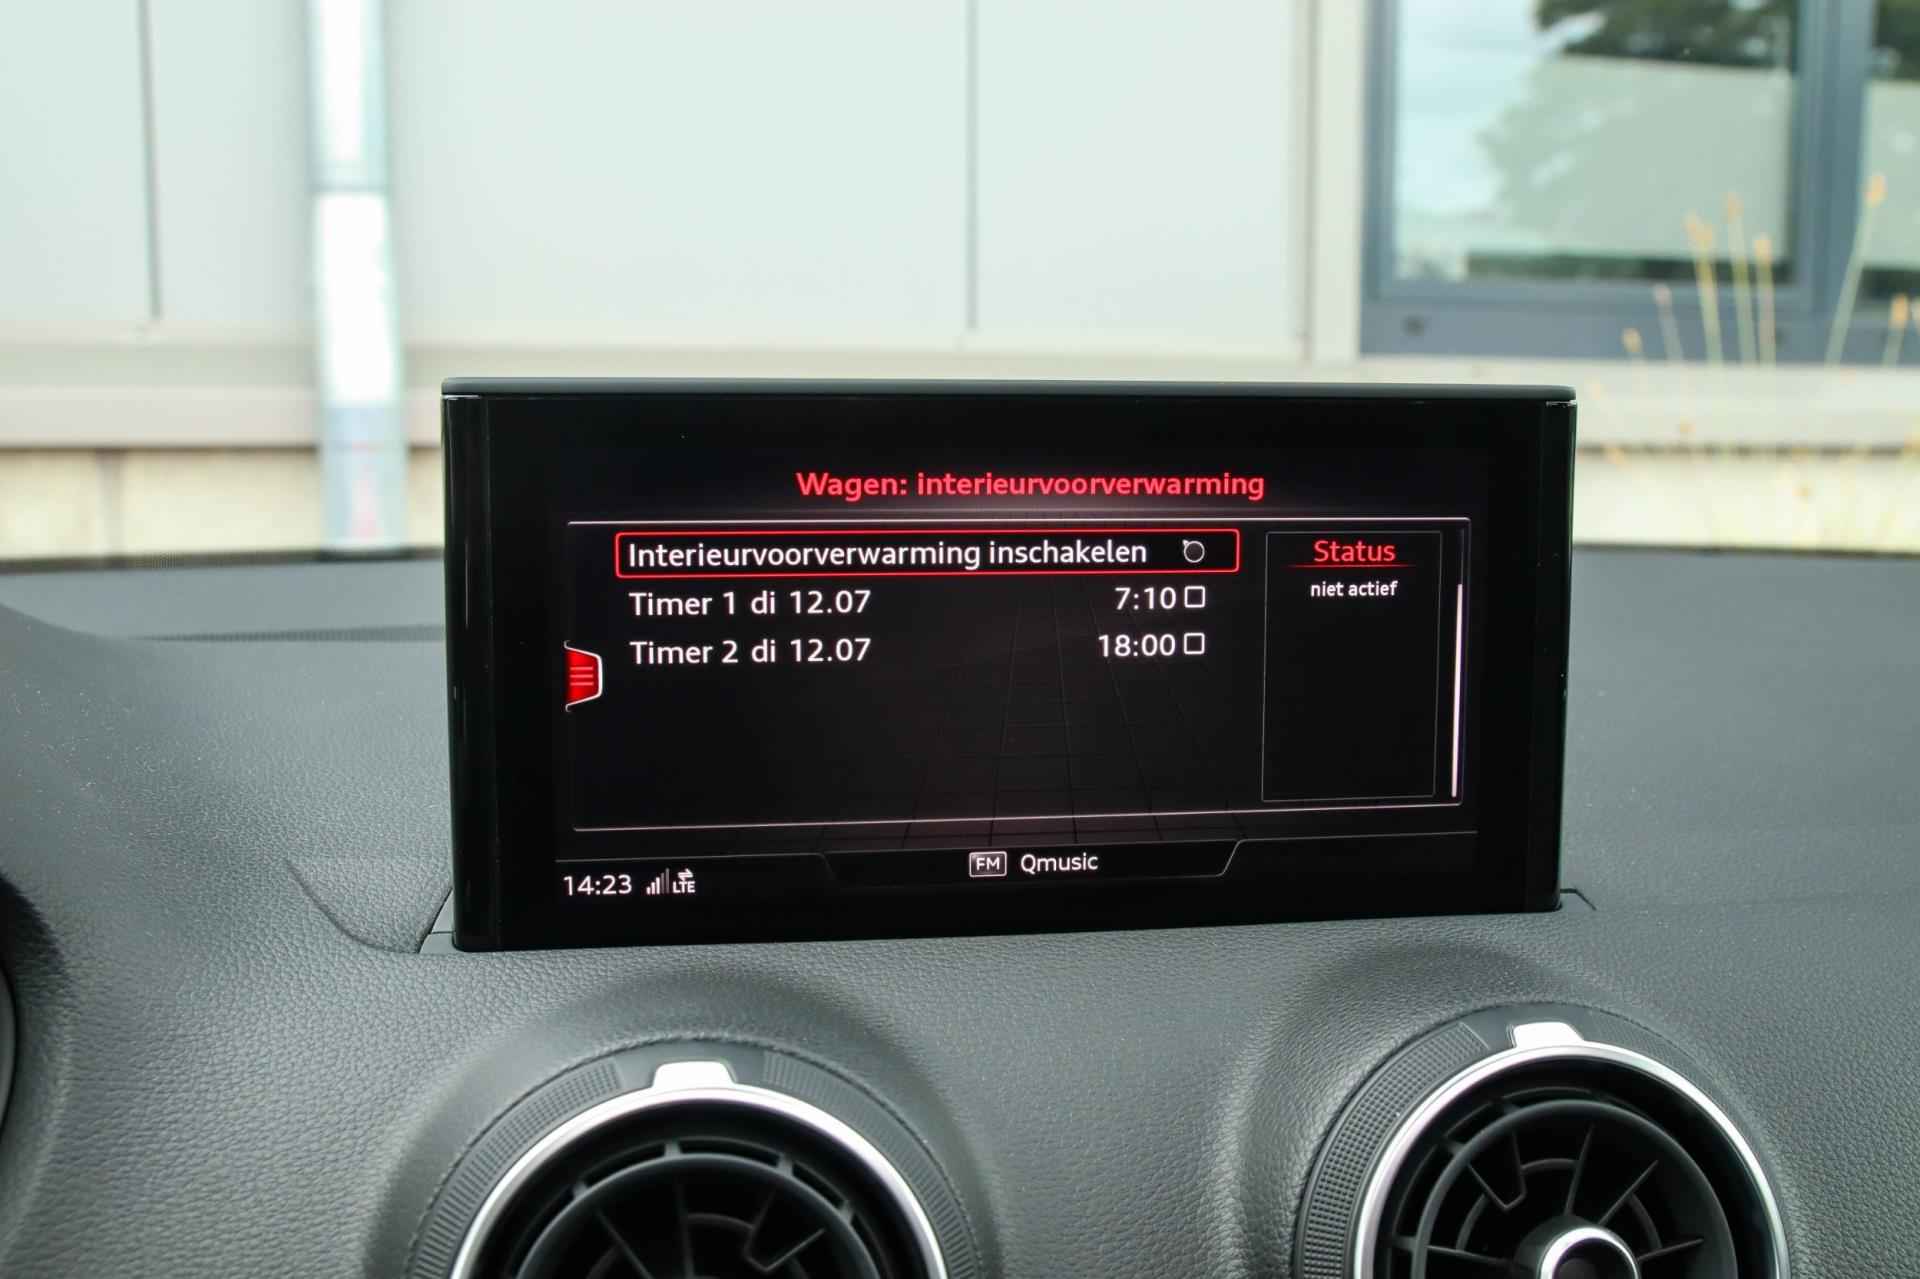 Wagen: interieurvoorverwarming
Interieurvoorverwarming inschakelen
Timer 1 di 12.07 7:10
Timer 2 di 12.07 18:00
Status
niet actief
FM Qmusic
14:23 LTE